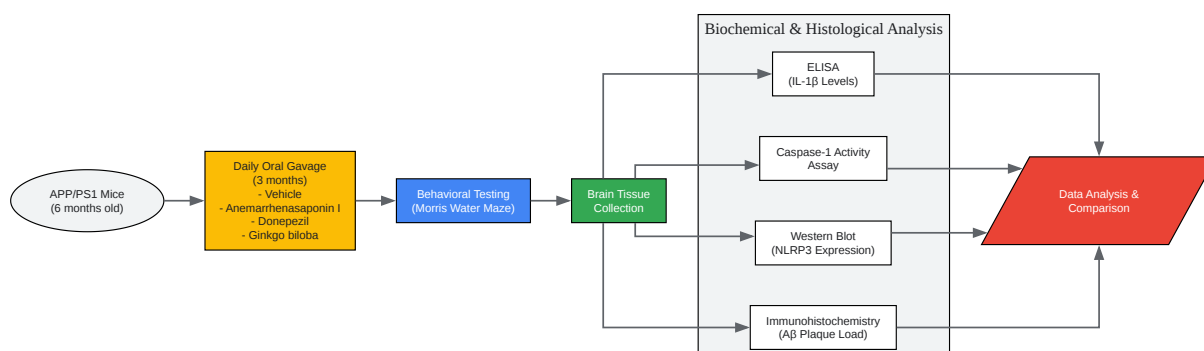 APP/PS1 Mice
(6 months old)
Daily Oral Gavage
(3 months)
- Vehicle
- Anemarrhenasaponin I
- Donepezil
- Ginkgo biloba
Behavioral Testing
(Morris Water Maze)
Brain Tissue
Collection
Biochemical & Histological Analysis
ELISA
(IL-1β Levels)
Caspase-1 Activity
Assay
Western Blot
(NLRP3 Expression)
Immunohistochemistry
(Aβ Plaque Load)
Data Analysis &
Comparison